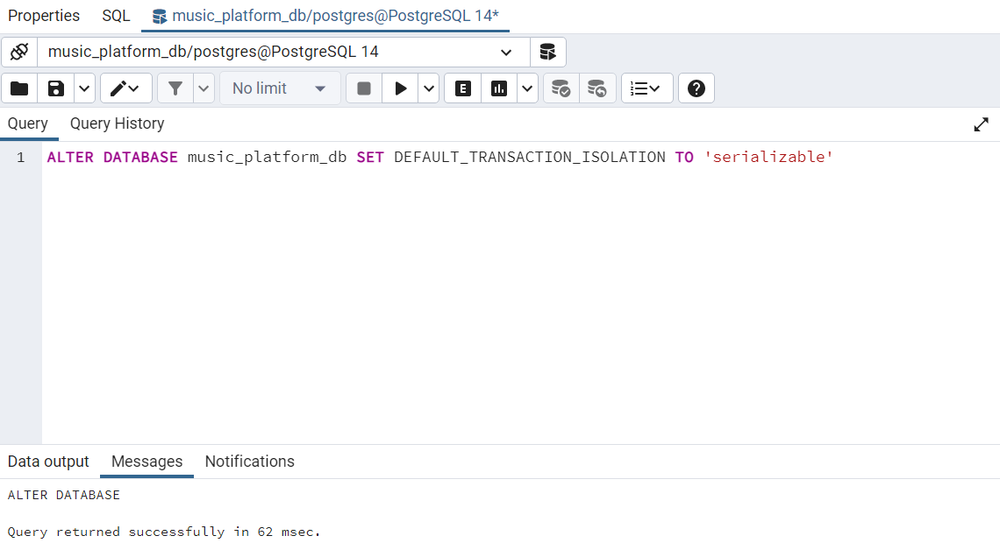 Properties SQL music_platform_db/postgres@PostgreSQL 14*
music_platform_db/postgres@PostgreSQL 14
No limit E
Query Query History
1 ALTER DATABASE music_platform_db SET DEFAULT_TRANSACTION_ISOLATION TO 'serializable'
Data output Messages Notifications
ALTER DATABASE
Query returned successfully in 62 msec.